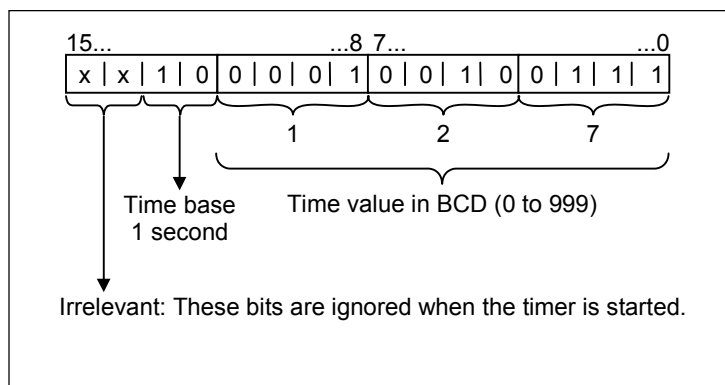 15... ...8 7... ...0
x x 1 0 0 0 0 1 0 0 1 0 0 1 1 1
1 2 7
Time base
1 second
Time value in BCD (0 to 999)
Irrelevant: These bits are ignored when the timer is started.